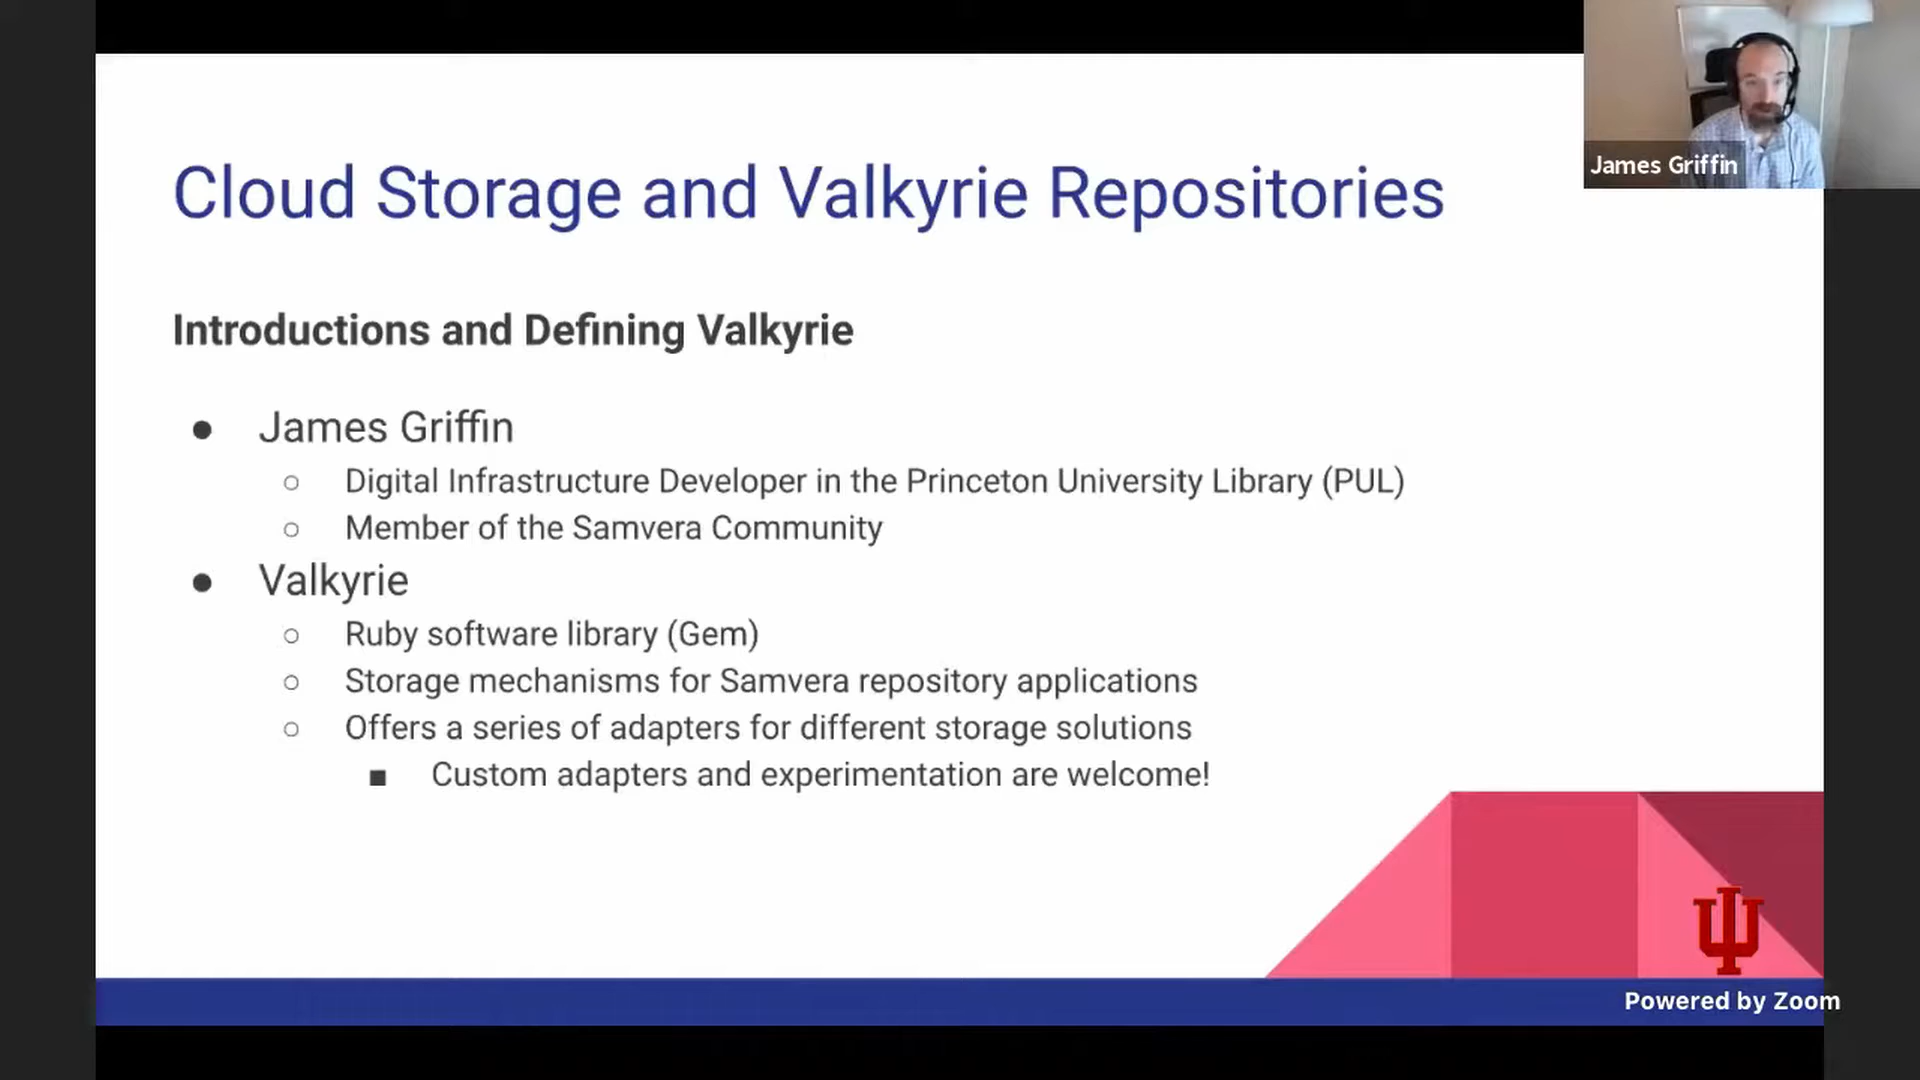 James Griffin
Cloud Storage and Valkyrie Repositories
Introductions and Defining Valkyrie
● James Griffin
○ Digital Infrastructure Developer in the Princeton University Library (PUL)
○ Member of the Samvera Community
● Valkyrie
○ Ruby software library (Gem)
○ Storage mechanisms for Samvera repository applications
○ Offers a series of adapters for different storage solutions
■ Custom adapters and experimentation are welcome!
Powered by Zoom